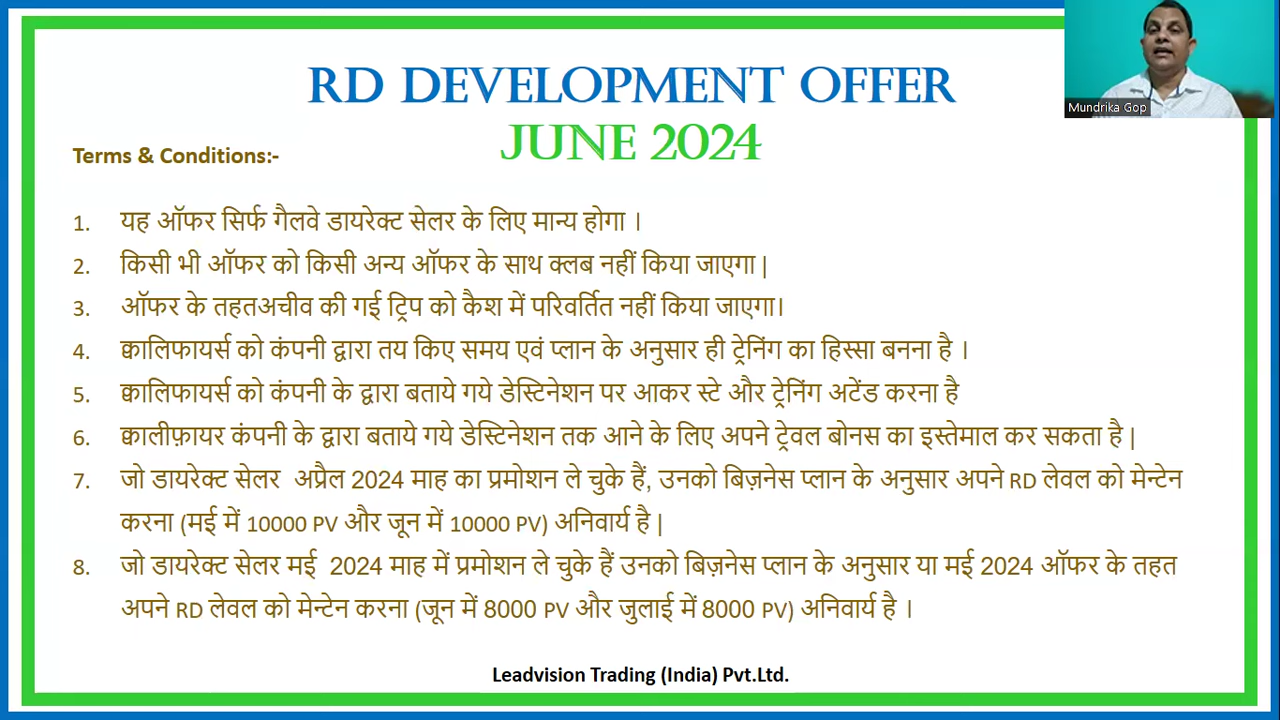 RD DEVELOPMENT OFFER
JUNE 2024
Mundrika Gop
Terms & Conditions:-
1. यह ऑफर सिर्फ गैलवे डायरेक्ट सेलर के लिए मान्य होगा ।
2. किसी भी ऑफर को किसी अन्य ऑफर के साथ क्लब नहीं किया जाएगा |
3. ऑफर के तहतअचीव की गई ट्रिप को कैश में परिवर्तित नहीं किया जाएगा।
4. क्वालिफायर्स को कंपनी द्वारा तय किए समय एवं प्लान के अनुसार ही ट्रेनिंग का हिस्सा बनना है ।
5. क्वालिफायर्स को कंपनी के द्वारा बताये गये डेस्टिनेशन पर आकर स्टे और ट्रेनिंग अटेंड करना है
6. क्वालीफ़ायर कंपनी के द्वारा बताये गये डेस्टिनेशन तक आने के लिए अपने ट्रेवल बोनस का इस्तेमाल कर सकता है |
7. जो डायरेक्ट सेलर अप्रैल 2024 माह का प्रमोशन ले चुके हैं, उनको बिज़नेस प्लान के अनुसार अपने RD लेवल को मेन्टेन
करना (मई में 10000 PV और जून में 10000 PV) अनिवार्य है |
8. जो डायरेक्ट सेलर मई 2024 माह में प्रमोशन ले चुके हैं उनको बिज़नेस प्लान के अनुसार या मई 2024 ऑफर के तहत
अपने RD लेवल को मेन्टेन करना (जून में 8000 PV और जुलाई में 8000 PV) अनिवार्य है ।
Leadvision Trading (India) Pvt.Ltd.